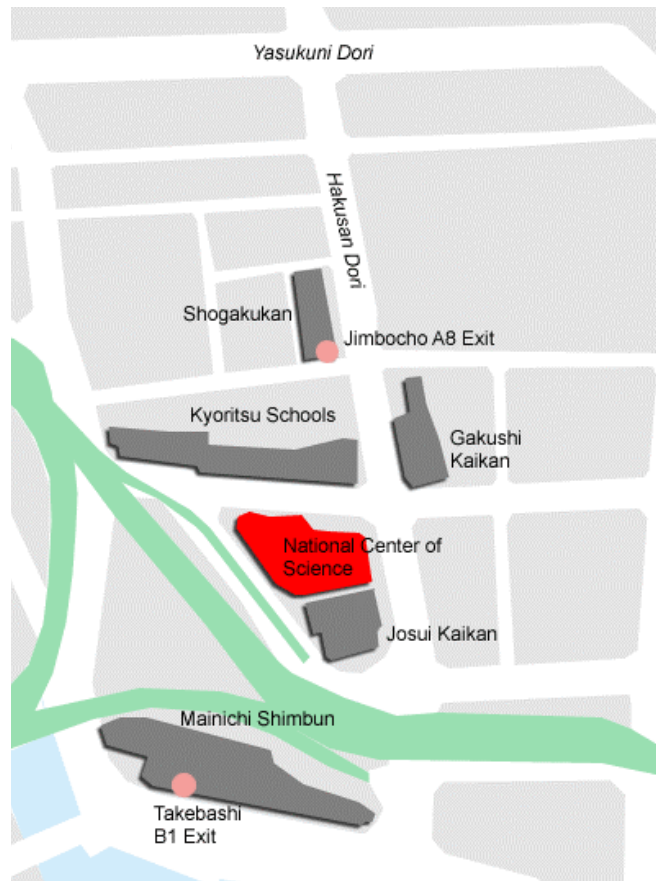 Yasukuni Dori
Hakusan Dori
Shogakukan
Jimbocho A8 Exit
Kyoritsu Schools
Gakushi
Kaikan
National Center of
Science
Josui Kaikan
Mainichi Shimbun
Takebashi
B1 Exit